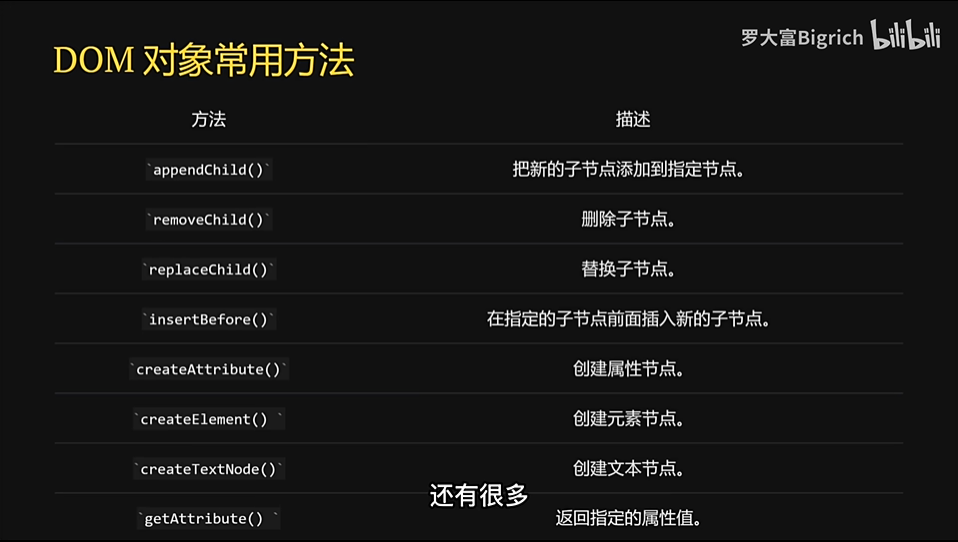 罗大富Bigrich bilibili
DOM 对象常用方法
方法 描述
`appendChild()` 把新的子节点添加到指定节点。
`removeChild()` 删除子节点。
`replaceChild()` 替换子节点。
`insertBefore()` 在指定的子节点前面插入新的子节点。
`createAttribute()` 创建属性节点。
`createElement() ` 创建元素节点。
`createTextNode()` 创建文本节点。
还有很多
`getAttribute() ` 返回指定的属性值。